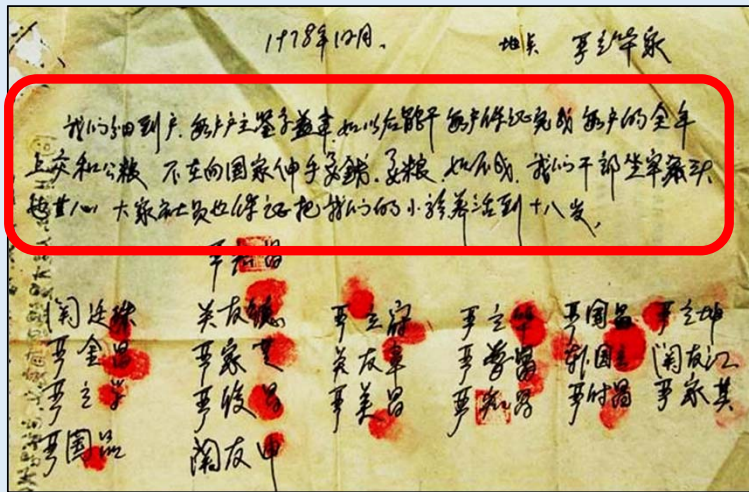 1978年12月。 地点 严立华家
我们分田到户.每户户主签字盖章.如以后能干 每户保证完成 每户的全年
上交和公粮 不在向国家伸手要钱.要粮.如不成.我们干部坐牢杀头
也甘心 大家社员也保证把我们的小孩养活到十八岁.
严宏昌
关廷珠 关友德 严立符 严立华 严国昌 严立坤
严金昌 严家芝 关友章 严学昌 韩国云 关友江
严立学 严俊昌 严美昌 严宏昌 严付昌 严家其
严国品 关友申